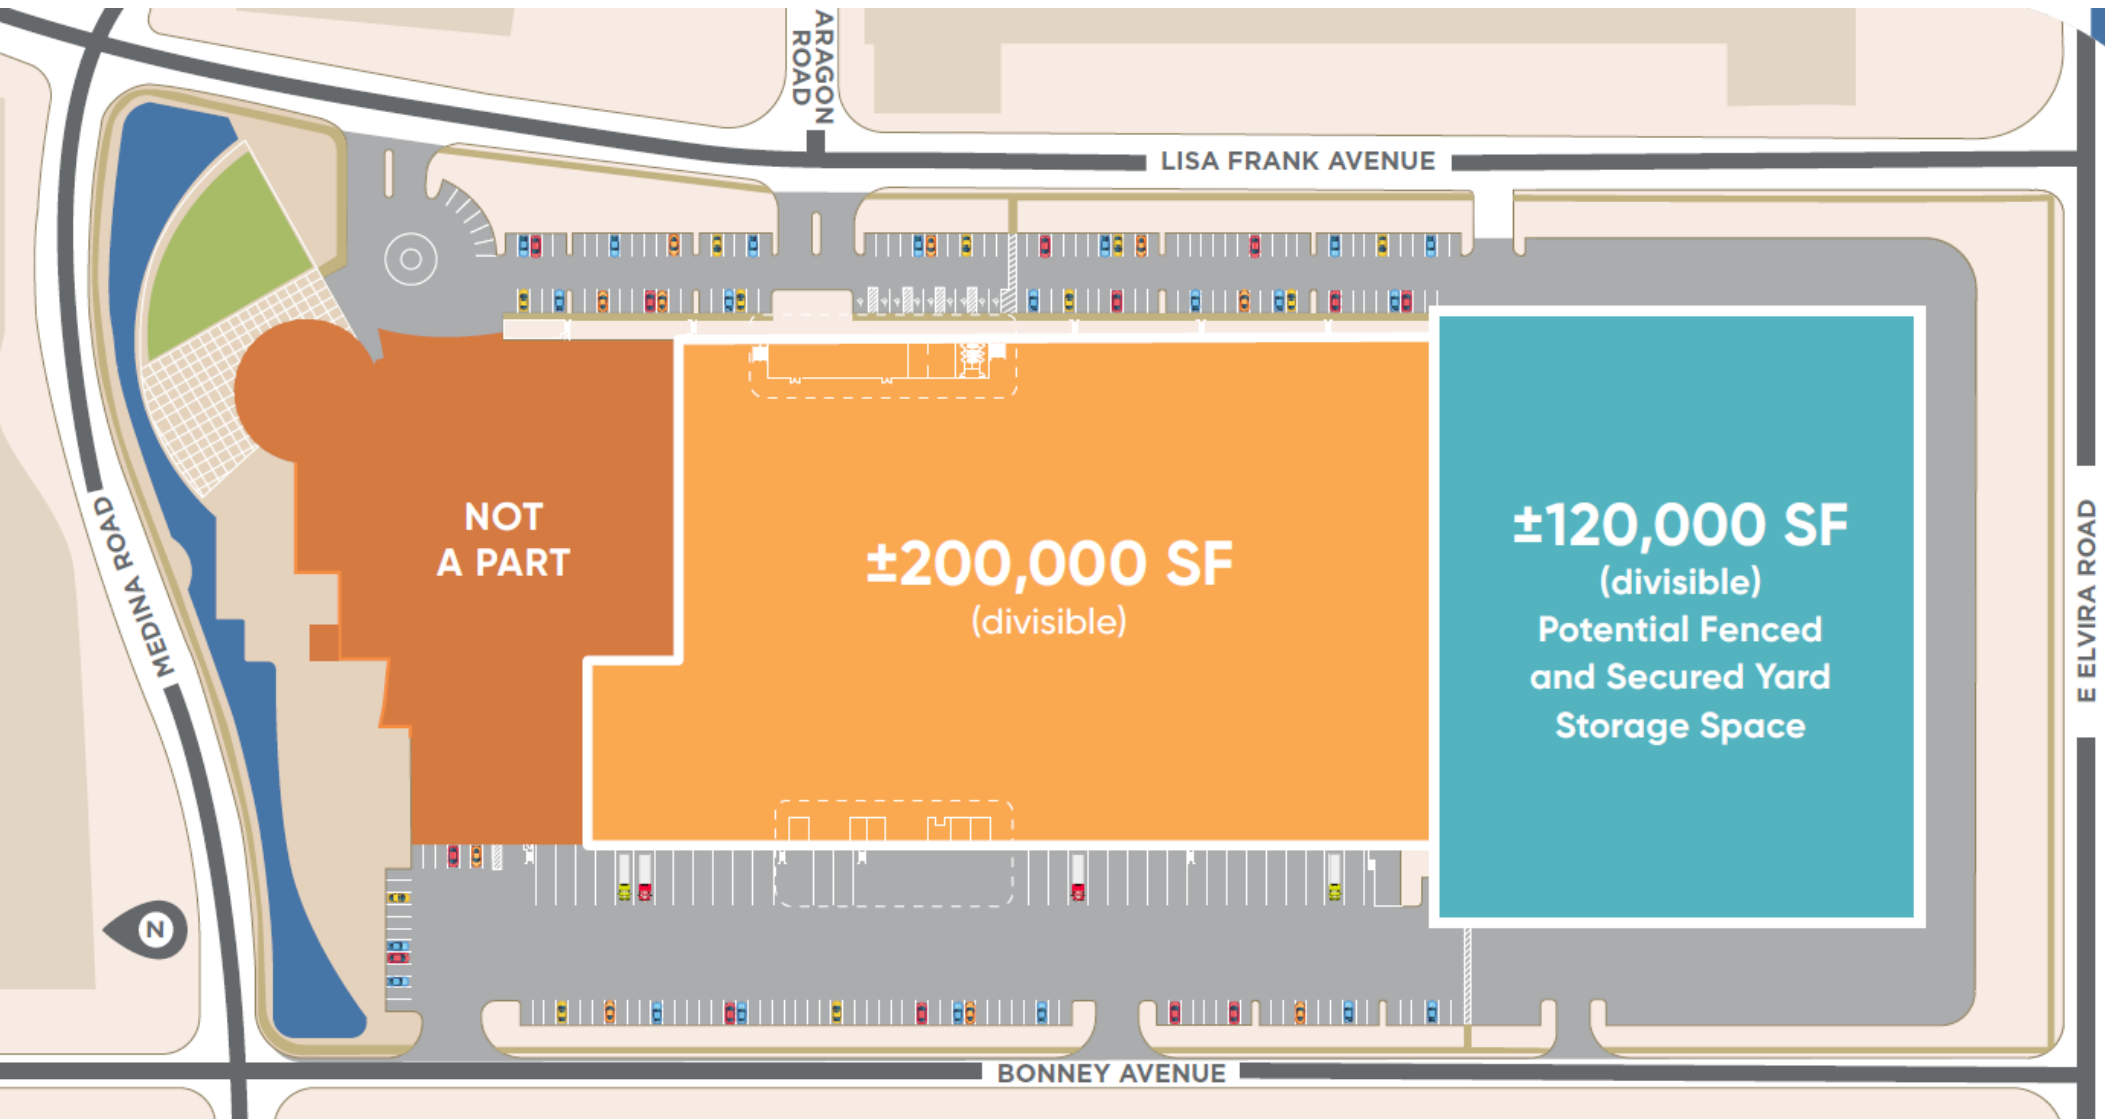 ARAGON
ROAD
LISA FRANK AVENUE
NOT
A PART
±200,000 SF
(divisible)
±120,000 SF
(divisible)
Potential Fenced
and Secured Yard
Storage Space
MEDINA ROAD
E ELVIRA ROAD
N
BONNEY AVENUE